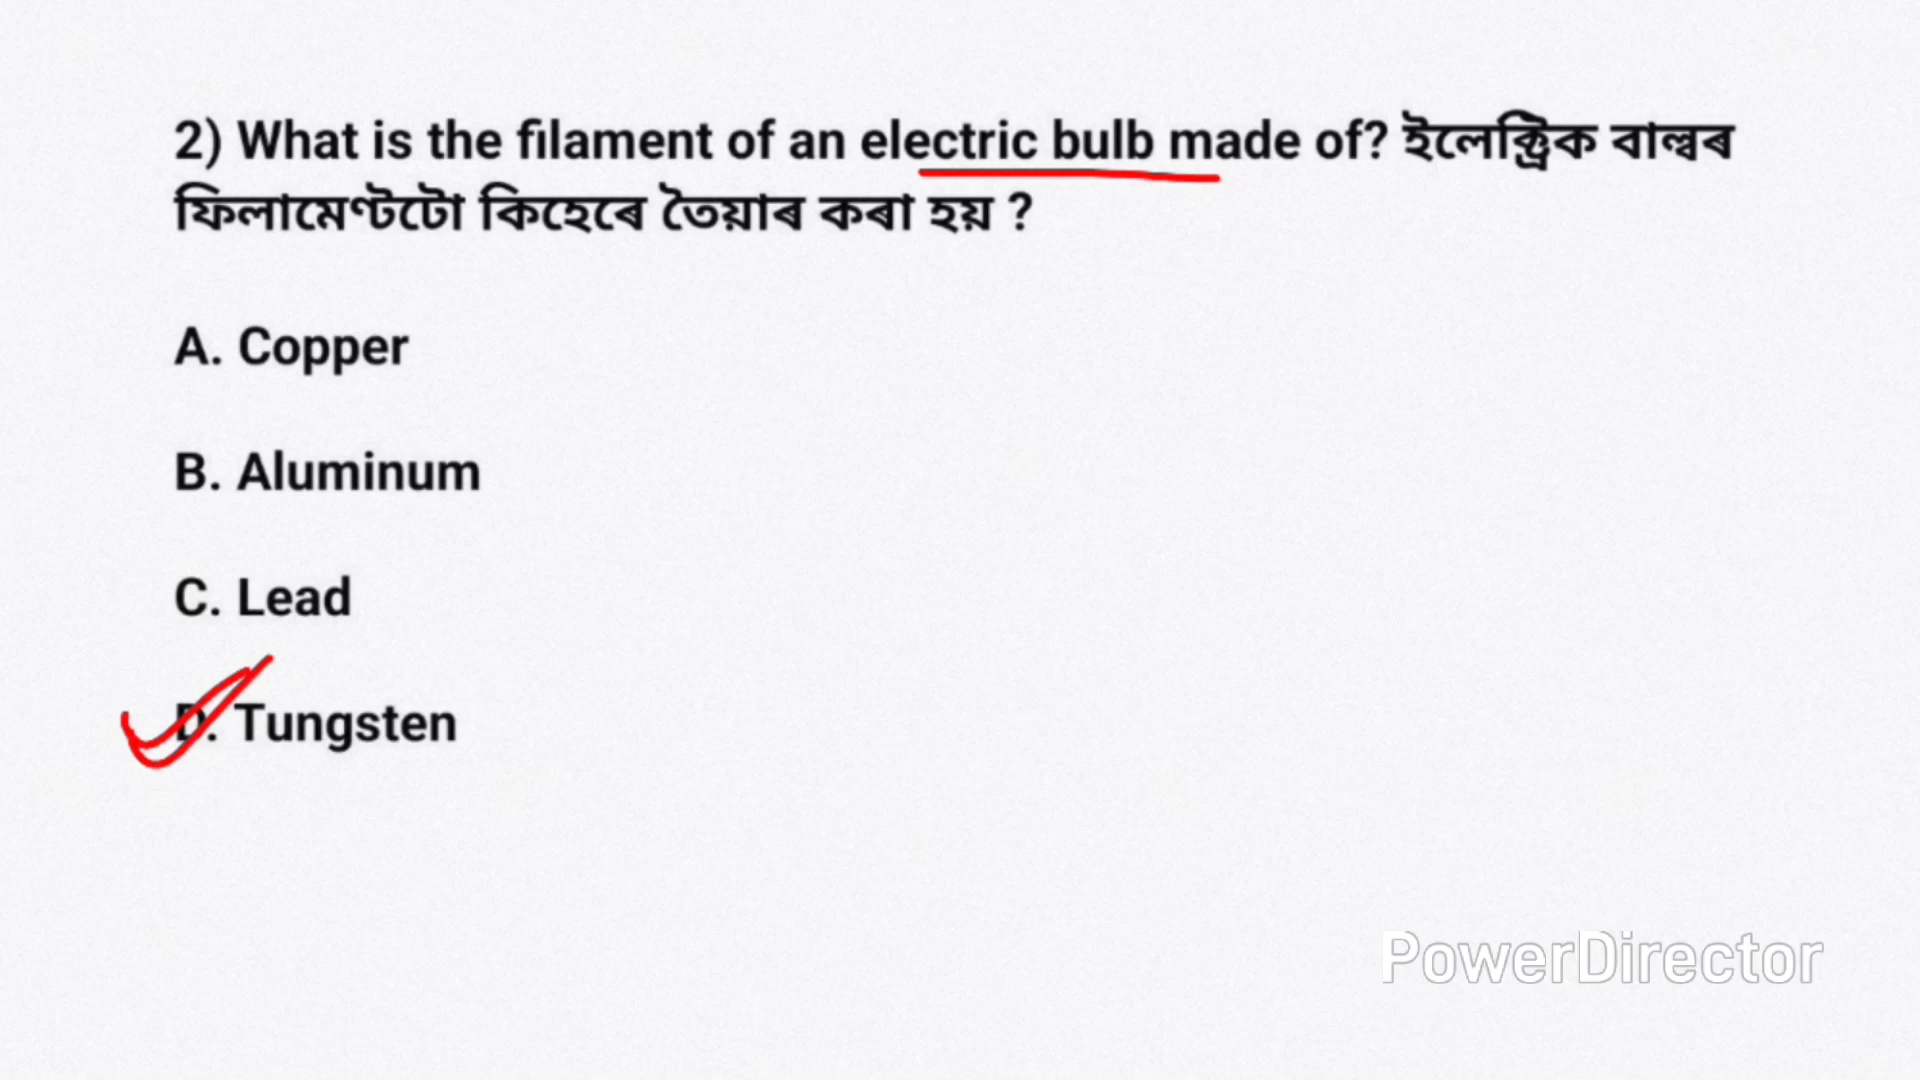 2) What is the filament of an electric bulb made of? ইলেক্ট্ৰিক বাল্বৰ
ফিলামেণ্টটো কিহেৰে তৈয়াৰ কৰা হয় ?
A. Copper
B. Aluminum
C. Lead
D. Tungsten
PowerDirector